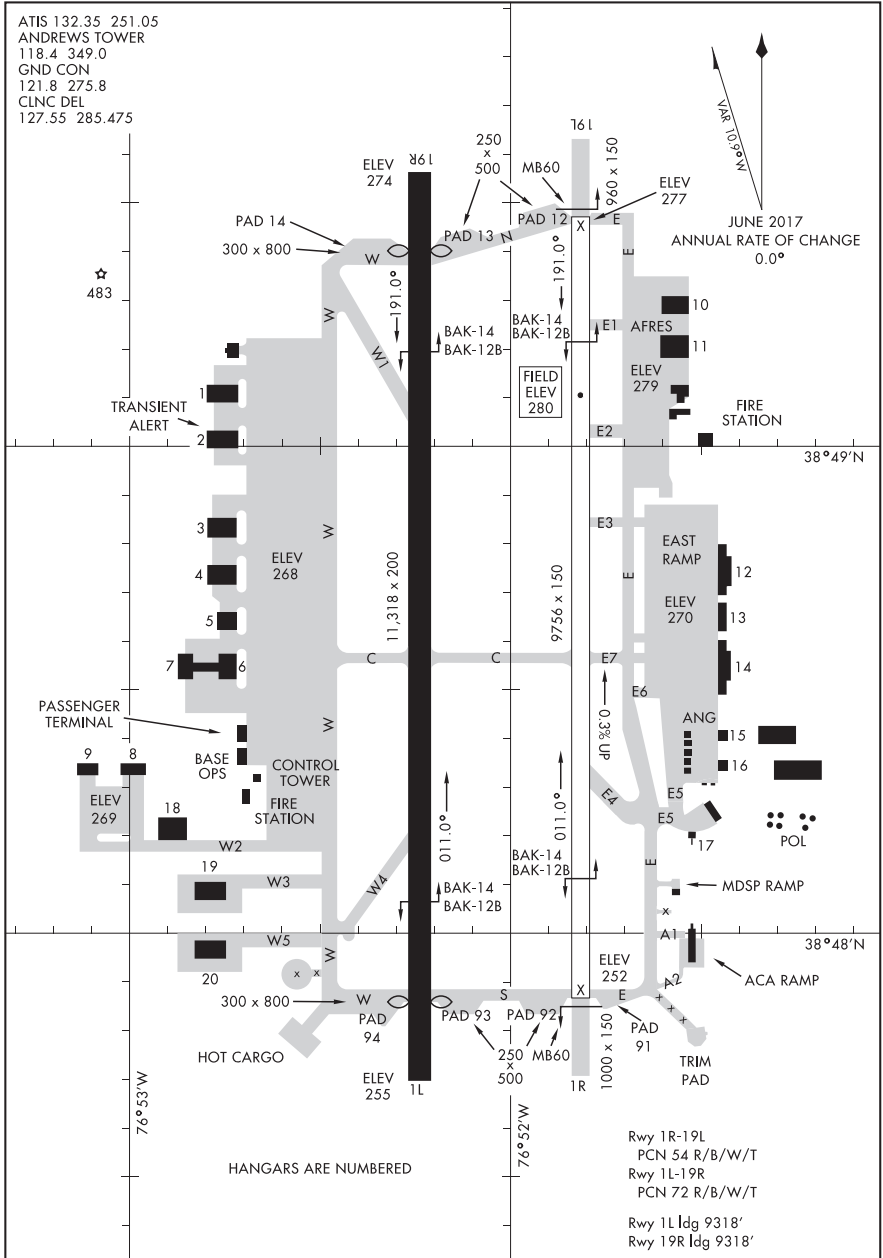 ATIS 132.35 251.05
ANDREWS TOWER
118.4 349.0
GND CON
121.8 275.8
CLNC DEL
127.55 285.475
VAR 10.9° W
JUNE 2017
ANNUAL RATE OF CHANGE
0.0°
19R
ELEV
274
250
x
500
MB60
19L
960 x 150
ELEV
277
PAD 14
300 x 800
W
PAD 13
N
PAD 12
X
E
E
483
W
191.0°
191.0°
W1
BAK-14
BAK-12B
BAK-14
BAK-12B
E1
AFRES
10
11
ELEV
279
FIELD
ELEV
280
1
TRANSIENT
ALERT
2
E2
FIRE
STATION
38°49'N
3
W
ELEV
268
4
5
7
6
11,318 x 200
9756 x 150
E3
E
EAST
RAMP
ELEV
270
12
13
14
C
C
E7
E6
PASSENGER
TERMINAL
W
BASE
OPS
CONTROL
TOWER
FIRE
STATION
9
8
ELEV
269
18
0.3% UP
ANG
15
16
011.0°
011.0°
E4
E5
E5
17
POL
W2
19
W3
W4
BAK-14
BAK-12B
BAK-14
BAK-12B
E
MDSP RAMP
x
W5
20
W
x
x
A1
38°48'N
ACA RAMP
A2
ELEV
252
300 x 800
W
PAD
94
S
PAD 93
PAD 92
X
E
PAD
91
x
x
x
HOT CARGO
250
x
500
MB60
1000 x 150
TRIM
PAD
ELEV
255
1L
1R
76°53'W
76°52'W
HANGARS ARE NUMBERED
Rwy 1R-19L
PCN 54 R/B/W/T
Rwy 1L-19R
PCN 72 R/B/W/T
Rwy 1L ldg 9318'
Rwy 19R ldg 9318'